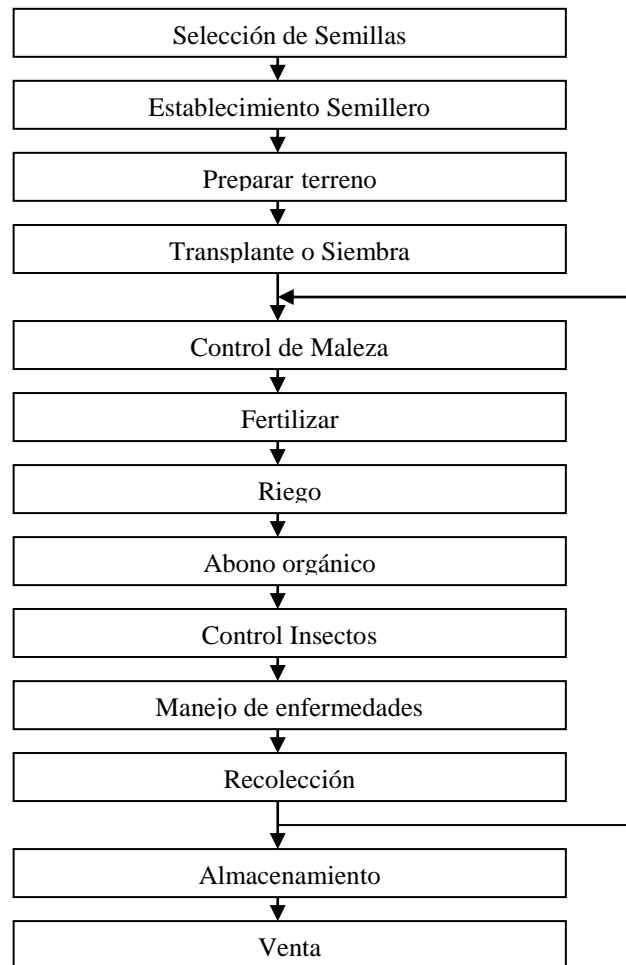 Selección de Semillas
Establecimiento Semillero
Preparar terreno
Transplante o Siembra
Control de Maleza
Fertilizar
Riego
Abono orgánico
Control Insectos
Manejo de enfermedades
Recolección
Almacenamiento
Venta